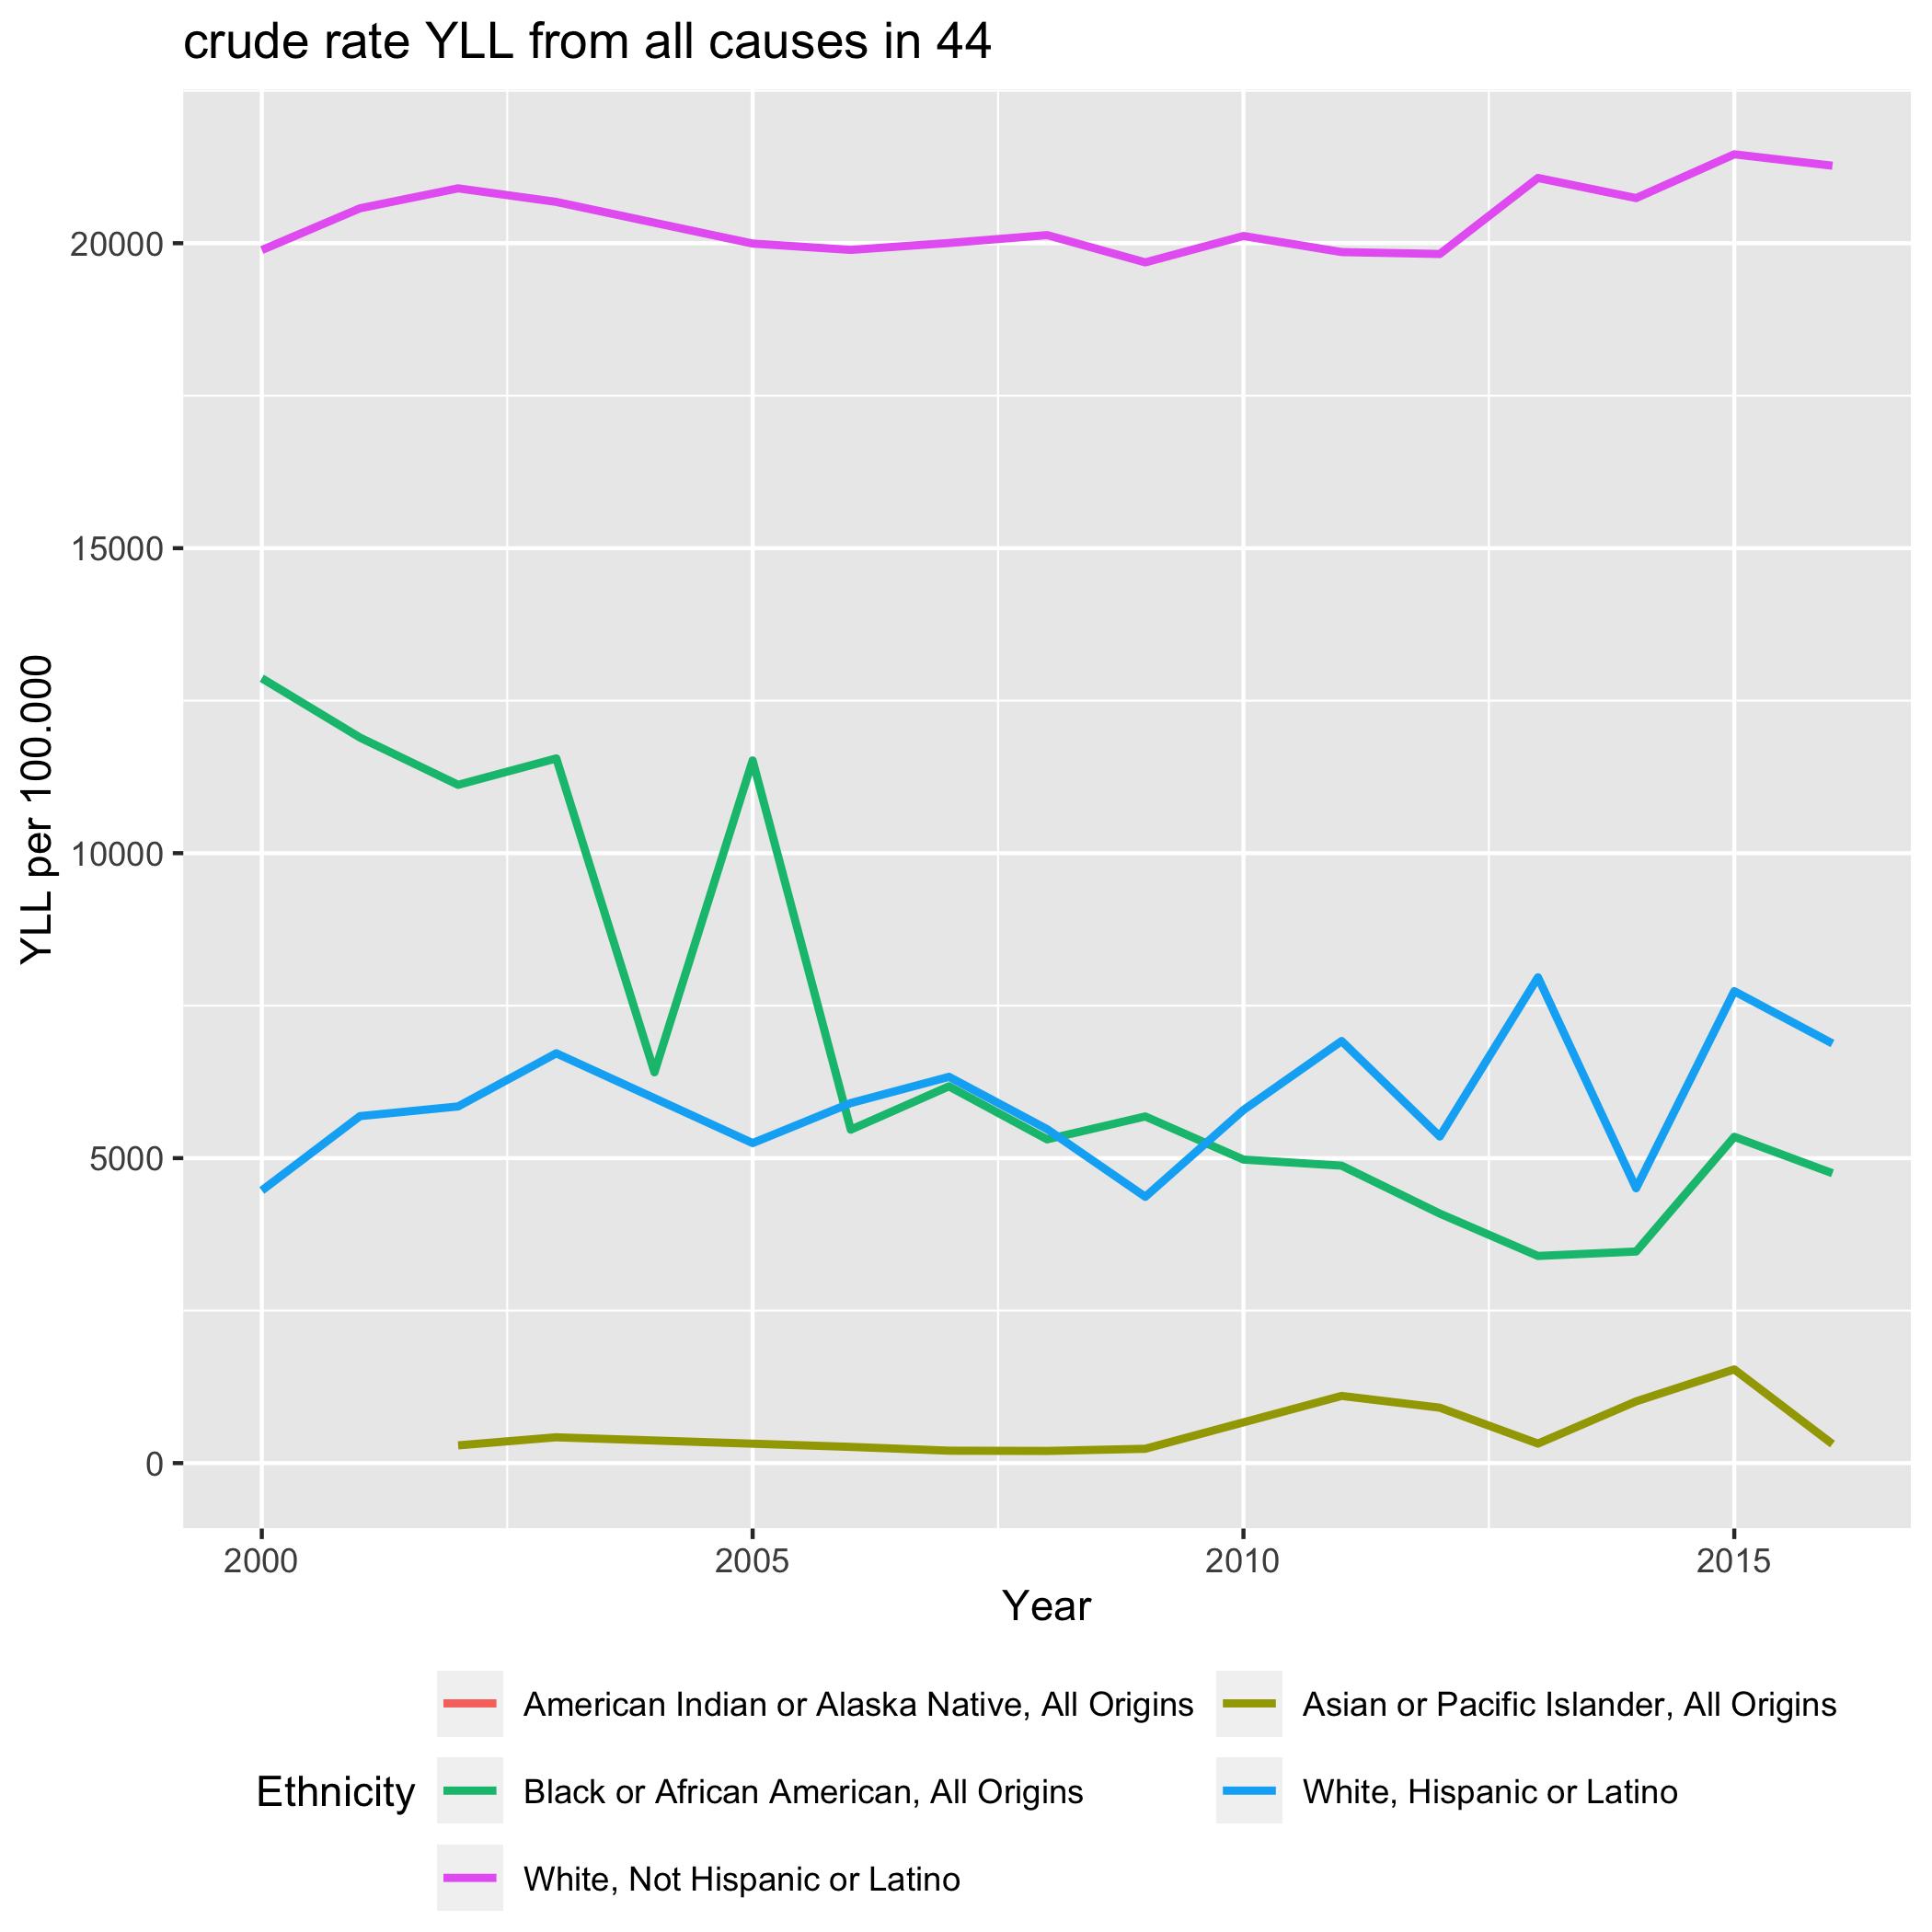 crude rate YLL from all causes in 44
YLL per 100.000
20000
15000
10000
5000
0
2000 2005 2010 2015
Year
Ethnicity
American Indian or Alaska Native, All Origins
Asian or Pacific Islander, All Origins
Black or African American, All Origins
White, Hispanic or Latino
White, Not Hispanic or Latino